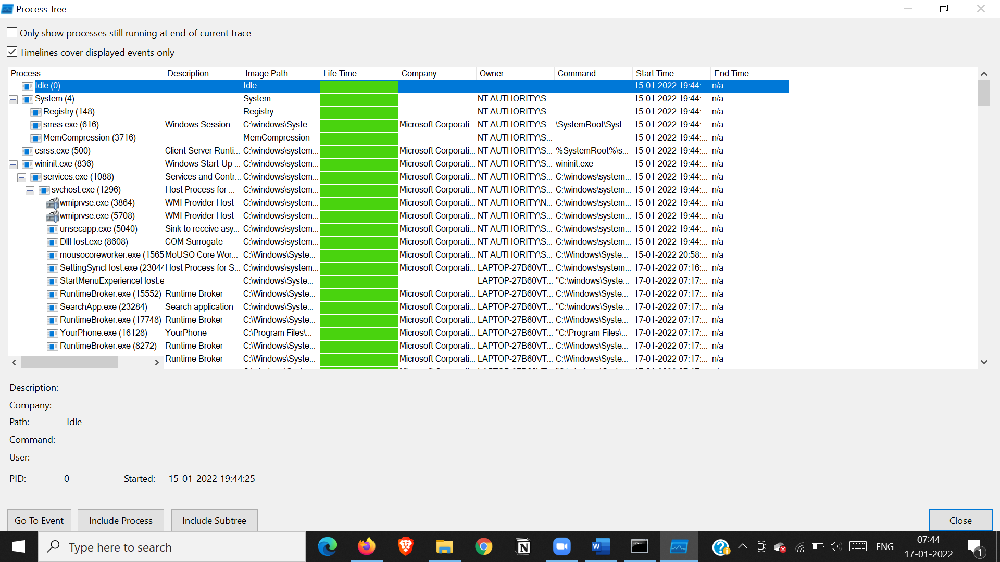 Process Tree
Only show processes still running at end of current trace
Timelines cover displayed events only
Process Description Image Path Life Time Company Owner Command Start Time End Time
Idle (0) Idle 15-01-2022 19:44:... n/a
System (4) System NT AUTHORITY\S... 15-01-2022 19:44:... n/a
Registry (148) Registry NT AUTHORITY\S... 15-01-2022 19:44:... n/a
smss.exe (616) Windows Session ... C:\windows\Syste... Microsoft Corporati... NT AUTHORITY\S... \SystemRoot\Syst... 15-01-2022 19:44:... n/a
MemCompression (3716) MemCompression NT AUTHORITY\S... 15-01-2022 19:44:... n/a
csrss.exe (500) Client Server Runti... C:\windows\system... Microsoft Corporati... NT AUTHORITY\S... %SystemRoot%\s... 15-01-2022 19:44:... n/a
wininit.exe (836) Windows Start-Up ... C:\windows\system... Microsoft Corporati... NT AUTHORITY\S... wininit.exe 15-01-2022 19:44:... n/a
services.exe (1088) Services and Contr... C:\windows\system... Microsoft Corporati... NT AUTHORITY\S... C:\windows\system... 15-01-2022 19:44:... n/a
svchost.exe (1296) Host Process for ... C:\windows\system... Microsoft Corporati... NT AUTHORITY\S... C:\windows\system... 15-01-2022 19:44:... n/a
wmiprvse.exe (3864) WMI Provider Host C:\windows\system... Microsoft Corporati... NT AUTHORITY\N... C:\windows\system... 15-01-2022 19:44:... n/a
wmiprvse.exe (5708) WMI Provider Host C:\windows\system... Microsoft Corporati... NT AUTHORITY\S... C:\windows\system... 15-01-2022 19:44:... n/a
unsecapp.exe (5040) Sink to receive asy... C:\windows\system... Microsoft Corporati... NT AUTHORITY\S... C:\windows\system... 15-01-2022 19:44:... n/a
DllHost.exe (8608) COM Surrogate C:\windows\system... Microsoft Corporati... NT AUTHORITY\S... C:\windows\system... 15-01-2022 19:44:... n/a
mousocoreworker.exe (1565 MoUSO Core Wor... C:\Windows\Syste... Microsoft Corporati... NT AUTHORITY\S... C:\Windows\Syste... 15-01-2022 20:58:... n/a
SettingSyncHost.exe (23044 Host Process for S... C:\windows\system... Microsoft Corporati... LAPTOP-27B60VT... C:\windows\system... 17-01-2022 07:16:... n/a
StartMenuExperienceHost.e C:\windows\Syste... LAPTOP-27B60VT... "C:\windows\Syste... 17-01-2022 07:17:... n/a
RuntimeBroker.exe (15552) Runtime Broker C:\Windows\Syste... Microsoft Corporati... LAPTOP-27B60VT... C:\Windows\Syste... 17-01-2022 07:17:... n/a
SearchApp.exe (23284) Search application C:\Windows\Syste... Microsoft Corporati... LAPTOP-27B60VT... "C:\windows\Syste... 17-01-2022 07:17:... n/a
RuntimeBroker.exe (17748) Runtime Broker C:\Windows\Syste... Microsoft Corporati... LAPTOP-27B60VT... C:\Windows\Syste... 17-01-2022 07:17:... n/a
YourPhone.exe (16128) YourPhone C:\Program Files\... Microsoft Corporati... LAPTOP-27B60VT... "C:\Program Files\... 17-01-2022 07:17:... n/a
RuntimeBroker.exe (8272) Runtime Broker C:\Windows\Syste... Microsoft Corporati... LAPTOP-27B60VT... C:\Windows\Syste... 17-01-2022 07:17:... n/a
Runtime Broker C:\Windows\Syste... Microsoft Corporati... LAPTOP-27B60VT... C:\Windows\Syste... 17-01-2022 07:17:... n/a
Description:
Company:
Path: Idle
Command:
User:
PID: 0 Started: 15-01-2022 19:44:25
Go To Event Include Process Include Subtree Close
Type here to search ENG 07:44
17-01-2022 1